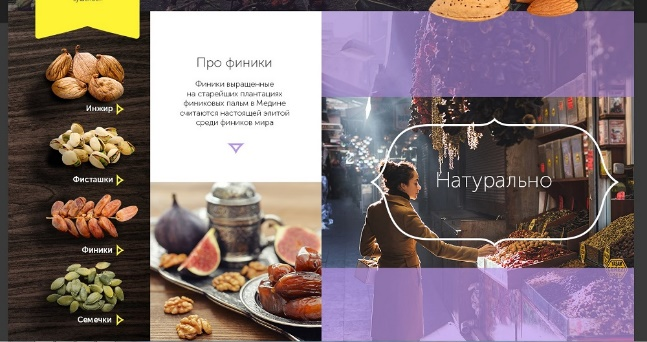 Инжир
Фисташки
Финики
Семечки
Про финики
Финики выращенные
на старейших плантациях
финиковых пальм в Медине
считаются настоящей элитой
среди фиников мира
Натурально